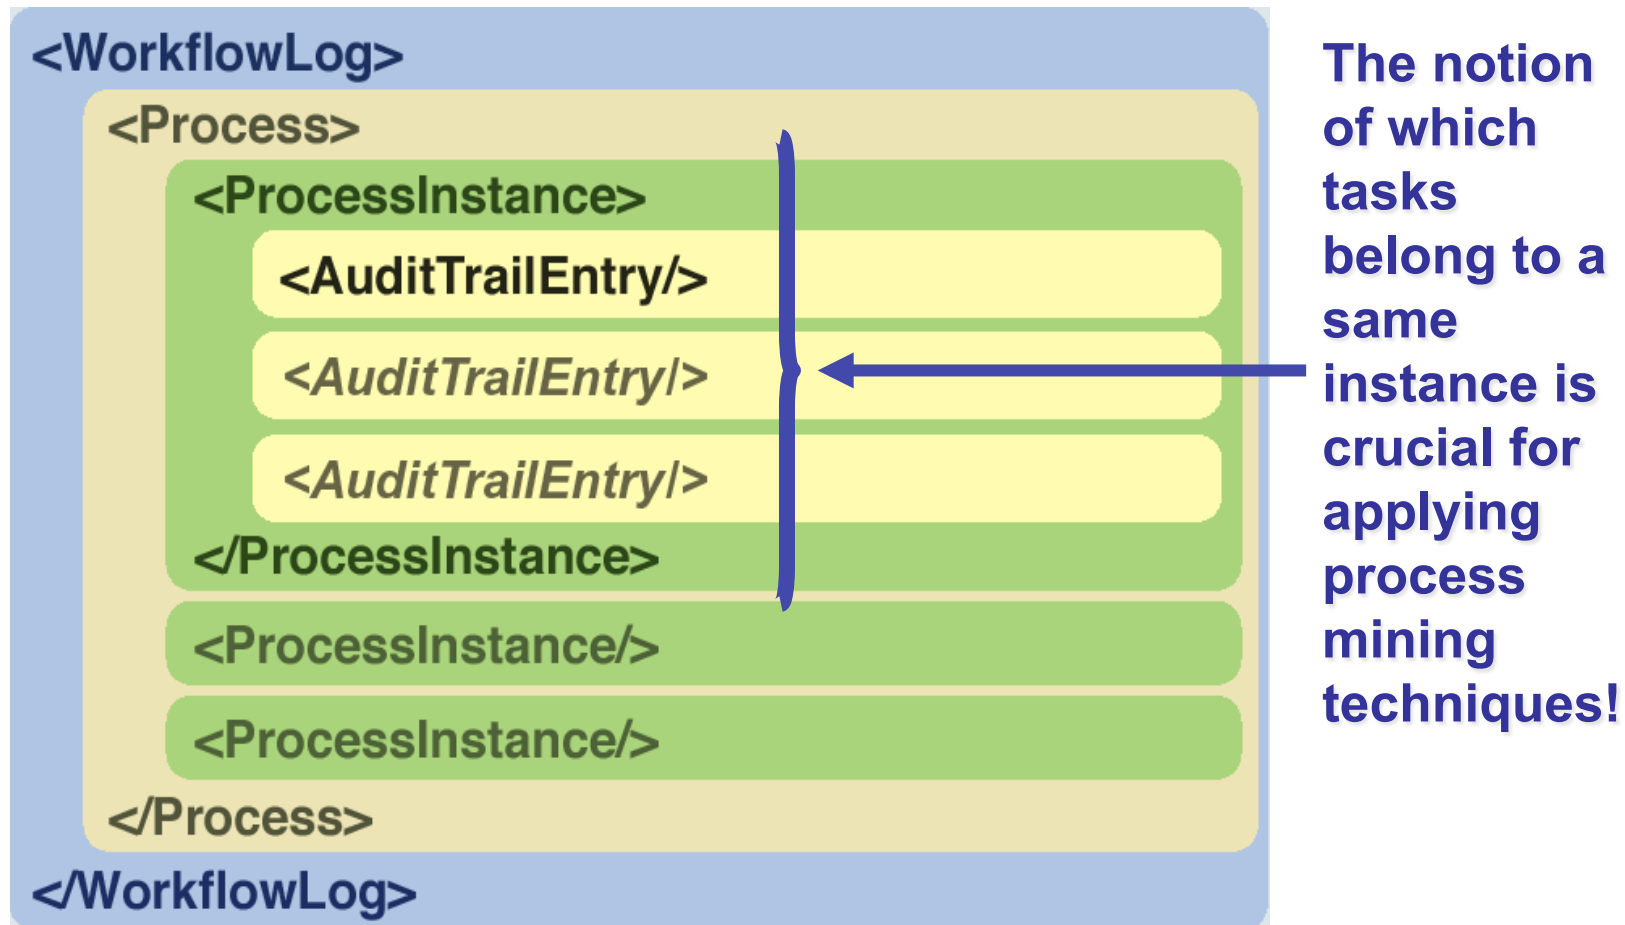 <WorkflowLog>
<Process>
<ProcessInstance>
<AuditTrailEntry/>
<AuditTrailEntry/>
<AuditTrailEntry/>
</ProcessInstance>
<ProcessInstance/>
<ProcessInstance/>
</Process>
</WorkflowLog>
The notion
of which
tasks
belong to a
same
instance is
crucial for
applying
process
mining
techniques!